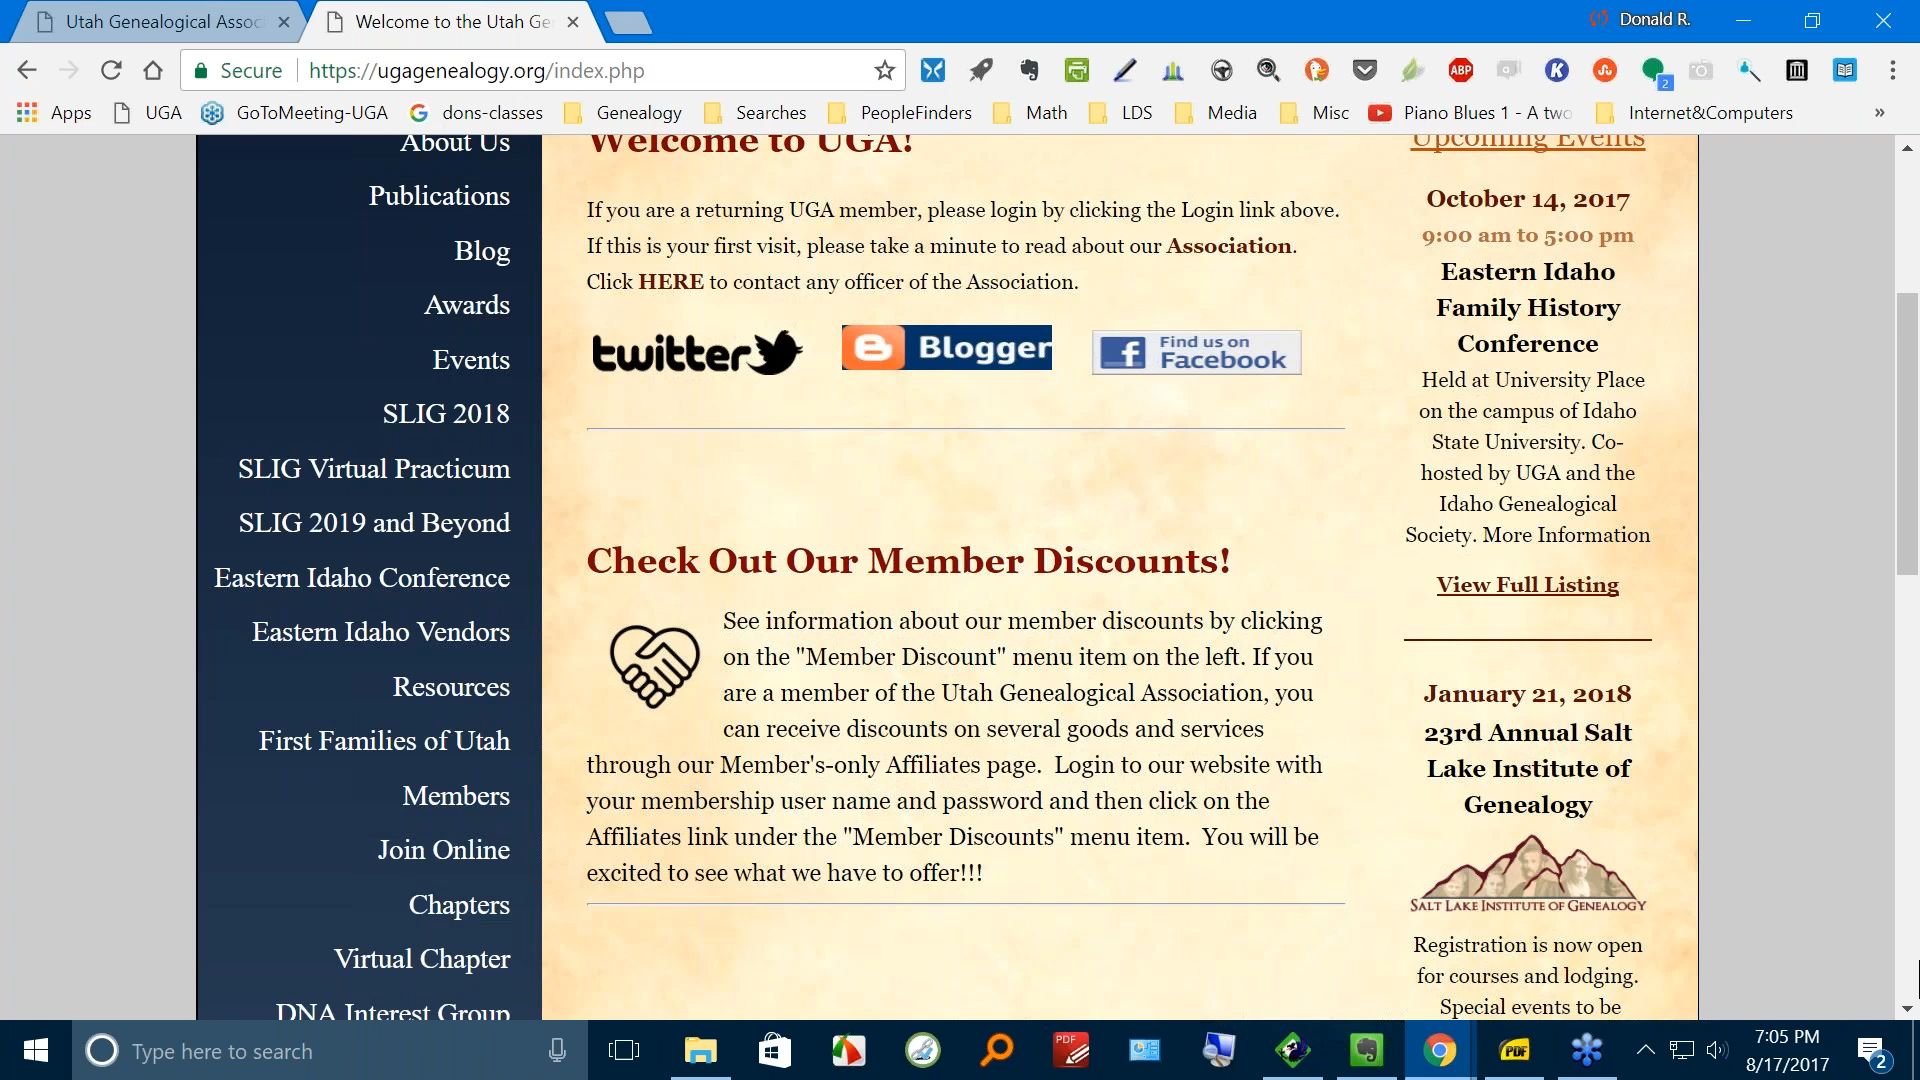 Utah Genealogical Assoc
Welcome to the Utah Ge
Donald R.
Secure
https://ugagenealogy.org/index.php
ABP
2
Apps
UGA
GoToMeeting-UGA
dons-classes
Genealogy
Searches
PeopleFinders
Math
LDS
Media
Misc
Piano Blues 1 - A two
Internet&Computers
»
About Us
Publications
Blog
Awards
Events
SLIG 2018
SLIG Virtual Practicum
SLIG 2019 and Beyond
Eastern Idaho Conference
Eastern Idaho Vendors
Resources
First Families of Utah
Members
Join Online
Chapters
Virtual Chapter
DNA Interest Group
Welcome to UGA!
If you are a returning UGA member, please login by clicking the Login link above.
If this is your first visit, please take a minute to read about our Association.
Click HERE to contact any officer of the Association.
twitter
Blogger
Find us on
Facebook
Check Out Our Member Discounts!
See information about our member discounts by clicking
on the "Member Discount" menu item on the left. If you
are a member of the Utah Genealogical Association, you
can receive discounts on several goods and services
through our Member's-only Affiliates page. Login to our website with
your membership user name and password and then click on the
Affiliates link under the "Member Discounts" menu item. You will be
excited to see what we have to offer!!!
Upcoming Events
October 14, 2017
9:00 am to 5:00 pm
Eastern Idaho
Family History
Conference
Held at University Place
on the campus of Idaho
State University. Co-
hosted by UGA and the
Idaho Genealogical
Society. More Information
View Full Listing
January 21, 2018
23rd Annual Salt
Lake Institute of
Genealogy
SALT LAKE INSTITUTE OF GENEALOGY
Registration is now open
for courses and lodging.
Special events to be
Type here to search
PDF
PDF
7:05 PM
8/17/2017
2